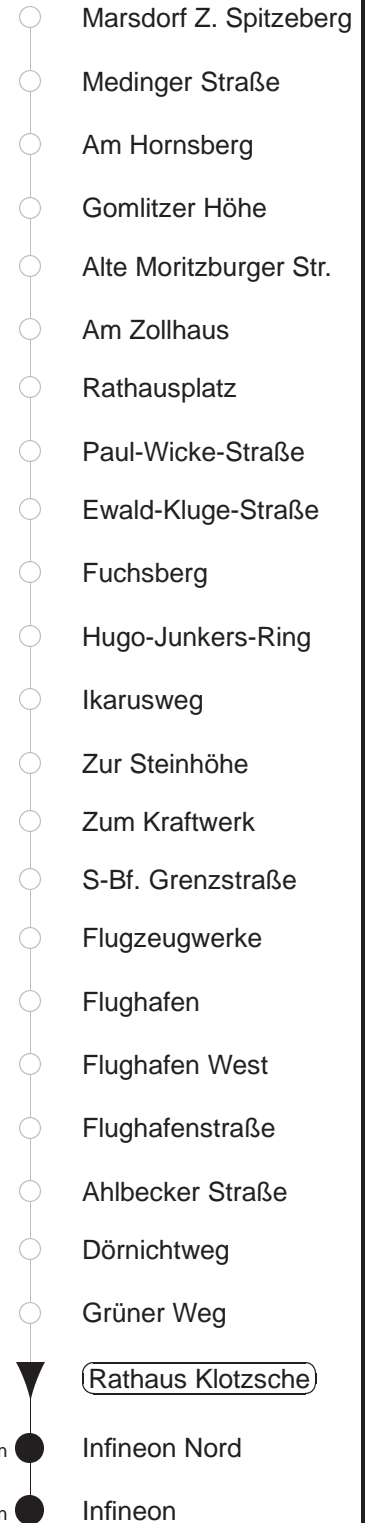 Marsdorf Z. Spitzeberg
Medinger Straße
Am Hornsberg
Gomlitzer Höhe
Alte Moritzburger Str.
Am Zollhaus
Rathausplatz
Paul-Wicke-Straße
Ewald-Kluge-Straße
Fuchsberg
Hugo-Junkers-Ring
Ikarusweg
Zur Steinhöhe
Zum Kraftwerk
S-Bf. Grenzstraße
Flugzeugwerke
Flughafen
Flughafen West
Flughafenstraße
Ahlbecker Straße
Dörnichtweg
Grüner Weg
Rathaus Klotzsche
Infineon Nord
Infineon